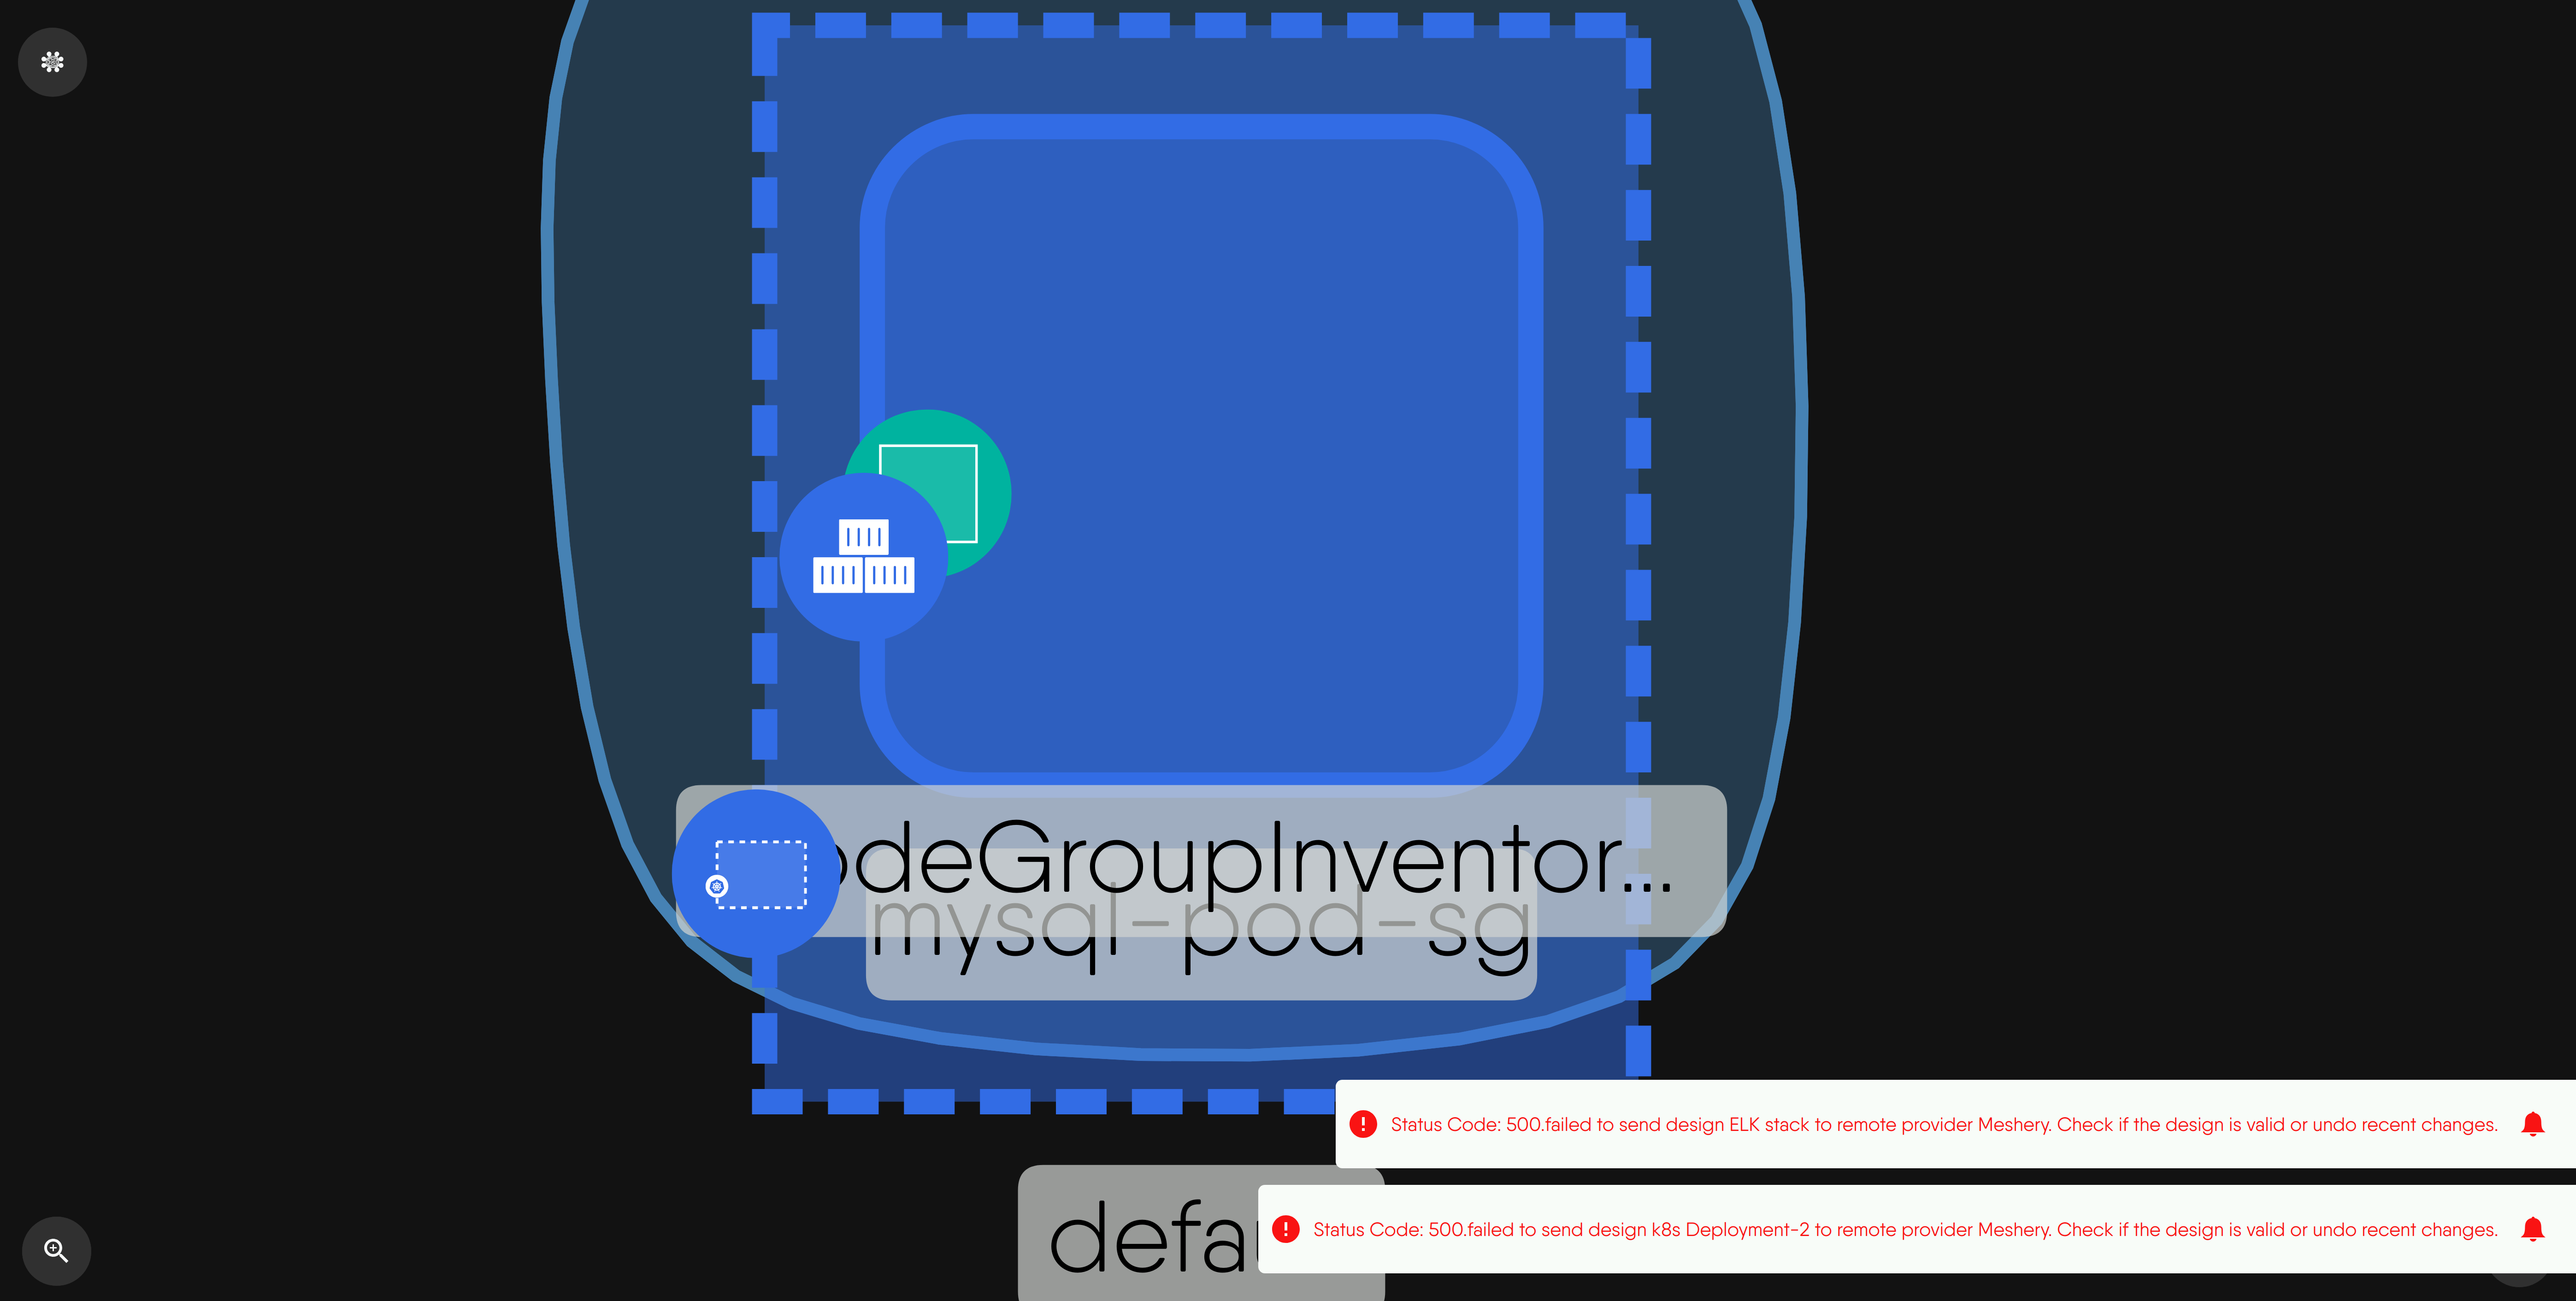 odeGroupInventor...
mysql-pod-sg
Status Code: 500.failed to send design ELK stack to remote provider Meshery. Check if the design is valid or undo recent changes.
Status Code: 500.failed to send design k8s Deployment-2 to remote provider Meshery. Check if the design is valid or undo recent changes.